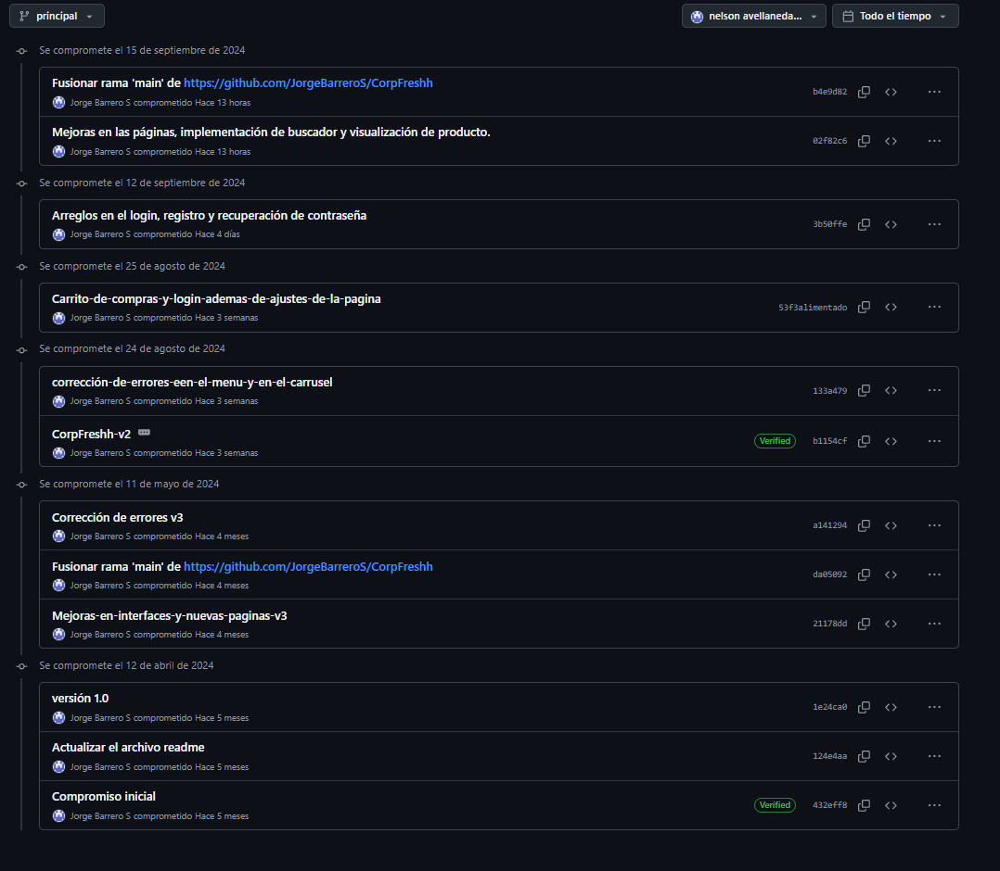 principal
nelson avellaneda...
Todo el tiempo
Se compromete el 15 de septiembre de 2024
Fusionar rama 'main' de https://github.com/JorgeBarreroS/CorpFreshh
b4e9d82
Jorge Barrero S comprometido Hace 13 horas
Mejoras en las páginas, implementación de buscador y visualización de producto.
02f82c6
Jorge Barrero S comprometido Hace 13 horas
Se compromete el 12 de septiembre de 2024
Arreglos en el login, registro y recuperación de contraseña
3b50ffe
Jorge Barrero S comprometido Hace 4 días
Se compromete el 25 de agosto de 2024
Carrito-de-compras-y-login-ademas-de-ajustes-de-la-pagina
53f3alimentado
Jorge Barrero S comprometido Hace 3 semanas
Se compromete el 24 de agosto de 2024
corrección-de-errores-een-el-menu-y-en-el-carrusel
133a479
Jorge Barrero S comprometido Hace 3 semanas
CorpFreshh-v2
Verified
b1154cf
Jorge Barrero S comprometido Hace 3 semanas
Se compromete el 11 de mayo de 2024
Corrección de errores v3
a141294
Jorge Barrero S comprometido Hace 4 meses
Fusionar rama 'main' de https://github.com/JorgeBarreroS/CorpFreshh
da05092
Jorge Barrero S comprometido Hace 4 meses
Mejoras-en-interfaces-y-nuevas-paginas-v3
21178dd
Jorge Barrero S comprometido Hace 4 meses
Se compromete el 12 de abril de 2024
versión 1.0
1e24ca0
Jorge Barrero S comprometido Hace 5 meses
Actualizar el archivo readme
124e4aa
Jorge Barrero S comprometido Hace 5 meses
Compromiso inicial
Verified
432eff8
Jorge Barrero S comprometido Hace 5 meses